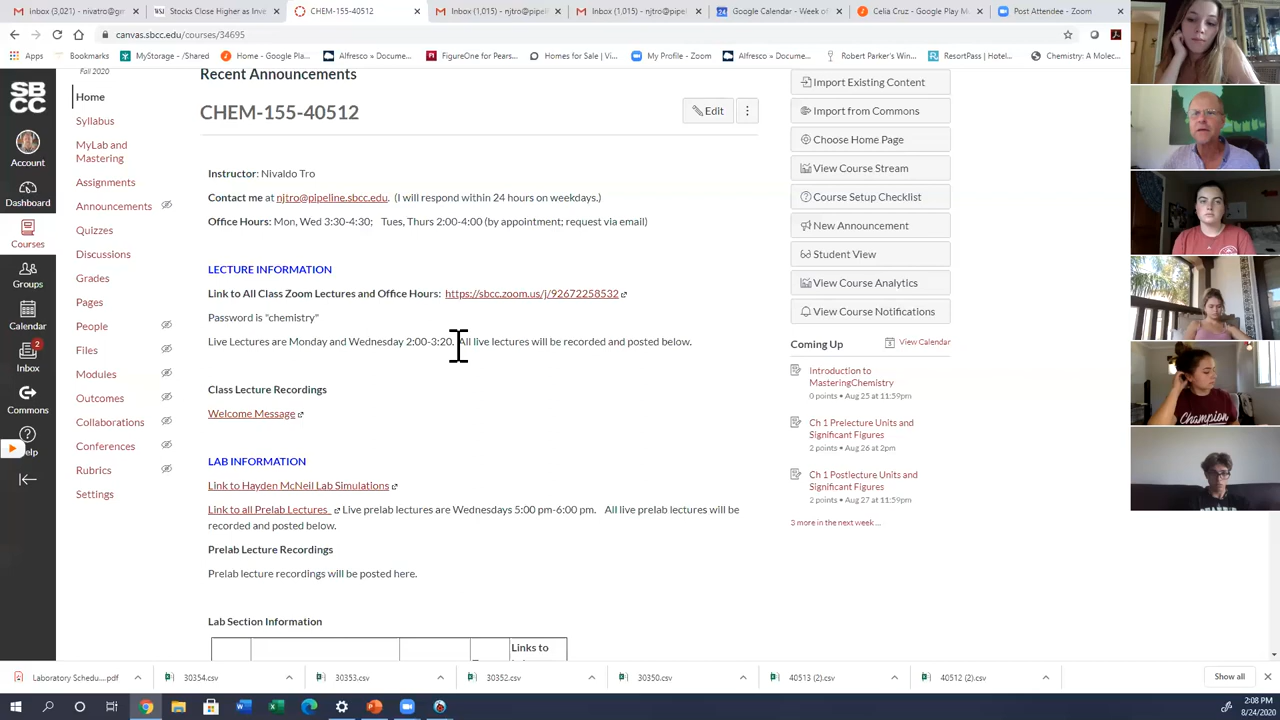 Inbox (3,021) - nivatro@gr
Stocks Close Higher as Inve
CHEM-155-40512
Inbox (1,015) - njtro@pipel
Inbox (1,015) - njtro@pipel
Google Calendar - Week of
Celia Cruz - Google Play M
Post Attendee - Zoom
canvas.sbcc.edu/courses/34695
Apps
Bookmarks
MyStorage - /Shared
Home - Google Play...
Alfresco » Docume...
FigureOne for Pears...
Homes for Sale | Vi...
My Profile - Zoom
Alfresco » Docume...
Robert Parker's Win...
ResortPass | Hotel...
Chemistry: A Molec...
SBCC
Account
Dashboard
Courses
Groups
Calendar
2
Inbox
Commons
Help
Fall 2020
Home
Syllabus
MyLab and
Mastering
Assignments
Announcements
Quizzes
Discussions
Grades
Pages
People
Files
Modules
Outcomes
Collaborations
Conferences
Rubrics
Settings
Recent Announcements
CHEM-155-40512
Edit
Instructor: Nivaldo Tro
Contact me at njtro@pipeline.sbcc.edu. (I will respond within 24 hours on weekdays.)
Office Hours: Mon, Wed 3:30-4:30; Tues, Thurs 2:00-4:00 (by appointment; request via email)
LECTURE INFORMATION
Link to All Class Zoom Lectures and Office Hours: https://sbcc.zoom.us/j/92672258532
Password is "chemistry"
Live Lectures are Monday and Wednesday 2:00-3:20. All live lectures will be recorded and posted below.
Class Lecture Recordings
Welcome Message
LAB INFORMATION
Link to Hayden McNeil Lab Simulations
Link to all Prelab Lectures Live prelab lectures are Wednesdays 5:00 pm-6:00 pm. All live prelab lectures will be
recorded and posted below.
Prelab Lecture Recordings
Prelab lecture recordings will be posted here.
Lab Section Information
Links to
Import Existing Content
Import from Commons
Choose Home Page
View Course Stream
Course Setup Checklist
New Announcement
Student View
View Course Analytics
View Course Notifications
Coming Up
View Calendar
Introduction to
MasteringChemistry
0 points • Aug 25 at 11:59pm
Ch 1 Prelecture Units and
Significant Figures
2 points • Aug 26 at 2pm
Ch 1 Postlecture Units and
Significant Figures
2 points • Aug 27 at 11:59pm
3 more in the next week ...
Champion
Laboratory Schedu....pdf
30354.csv
30353.csv
30352.csv
30350.csv
40513 (2).csv
40512 (2).csv
Show all
2:08 PM
8/24/2020